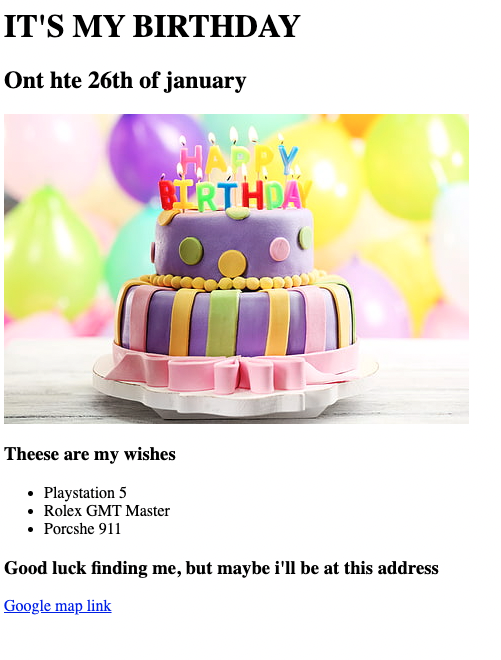 IT'S MY BIRTHDAY
Ont hte 26th of january
HAPPY
BIRTHDAY
Theese are my wishes
Playstation 5
Rolex GMT Master
Porcshe 911
Good luck finding me, but maybe i'll be at this address
Google map link